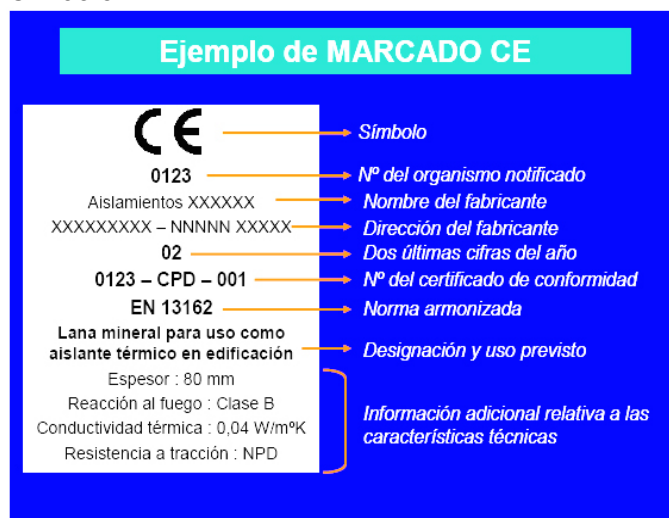 Ejemplo de MARCADO CE
CE
Símbolo
0123
Nº del organismo notificado
Aislamientos XXXXXX
Nombre del fabricante
XXXXXXXXX – NNNNN XXXXX
Dirección del fabricante
02
Dos últimas cifras del año
0123 – CPD – 001
Nº del certificado de conformidad
EN 13162
Norma armonizada
Lana mineral para uso como
aislante térmico en edificación
Designación y uso previsto
Espesor : 80 mm
Reacción al fuego : Clase B
Conductividad térmica : 0,04 W/mºK
Resistencia a tracción : NPD
Información adicional relativa a las
características técnicas